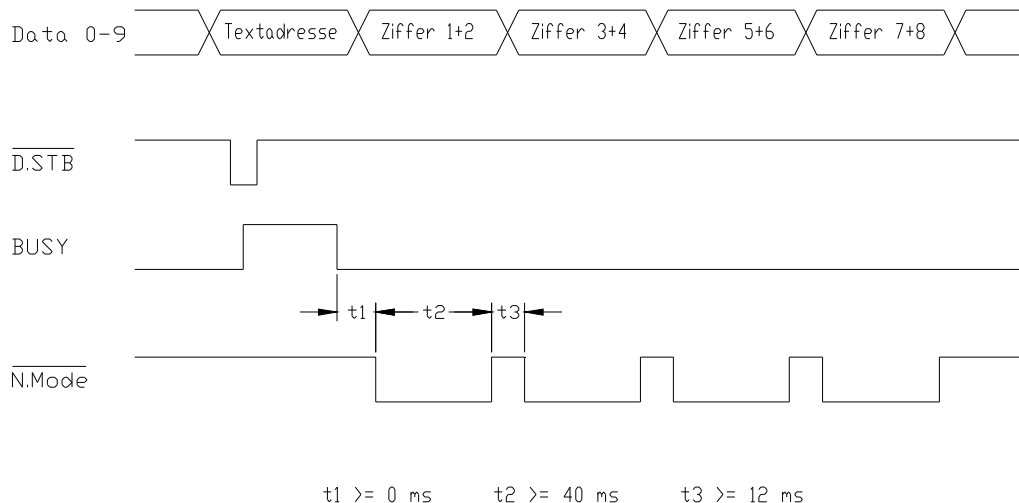 Data 0-9 Textadresse Ziffer 1+2 Ziffer 3+4 Ziffer 5+6 Ziffer 7+8
D.STB
BUSY
t1 t2 t3
N.Mode
t1 >= 0 ms t2 >= 40 ms t3 >= 12 ms